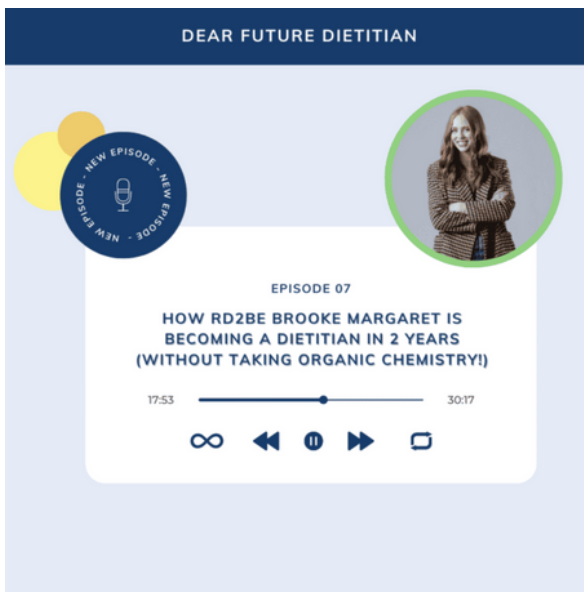 DEAR FUTURE DIETITIAN
NEW EPISODE - NEW EPISODE - NEW EPISODE -
EPISODE 07
HOW RD2BE BROOKE MARGARET IS
BECOMING A DIETITIAN IN 2 YEARS
(WITHOUT TAKING ORGANIC CHEMISTRY!)
17:53
30:17